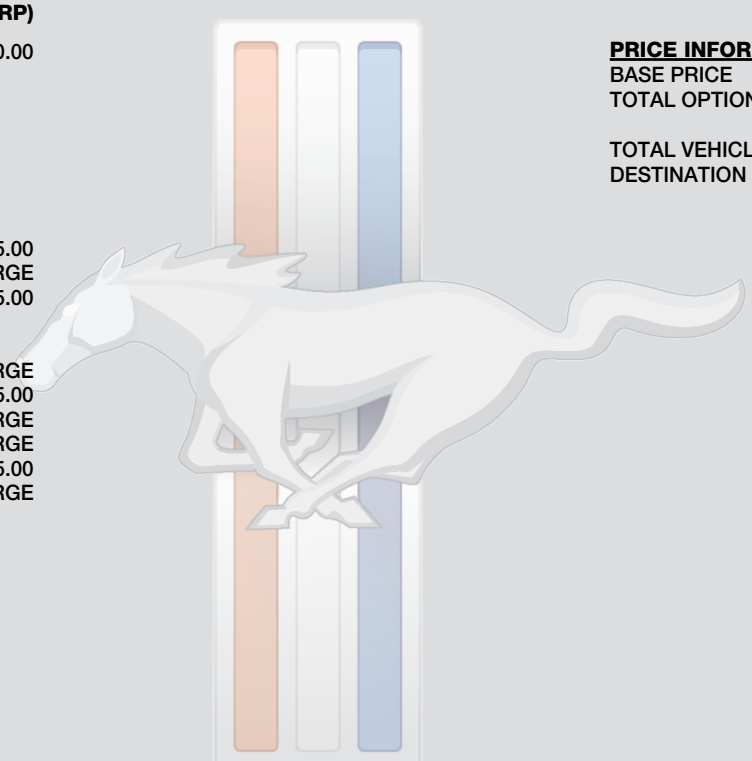 RP)
0.00
5.00
RGE
5.00
RGE
5.00
RGE
RGE
5.00
RGE
PRICE INFOR
BASE PRICE
TOTAL OPTION
TOTAL VEHICL
DESTINATION